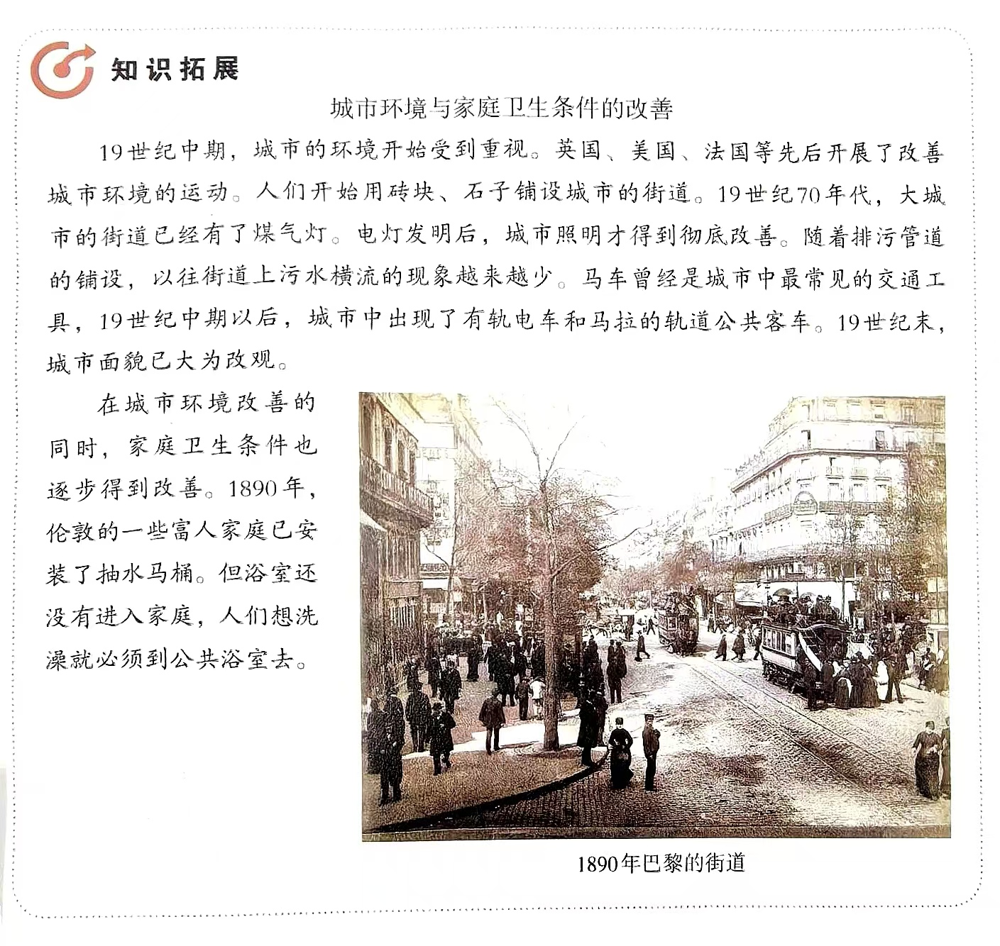 知识拓展
城市环境与家庭卫生条件的改善
19世纪中期，城市的环境开始受到重视。英国、美国、法国等先后开展了改善
城市环境的运动。人们开始用砖块、石子铺设城市的街道。19世纪70年代，大城
市的街道已经有了煤气灯。电灯发明后，城市照明才得到彻底改善。随着排污管道
的铺设，以往街道上污水横流的现象越来越少。马车曾经是城市中最常见的交通工
具，19世纪中期以后，城市中出现了有轨电车和马拉的轨道公共客车。19世纪末，
城市面貌已大为改观。
在城市环境改善的
同时，家庭卫生条件也
逐步得到改善。1890年，
伦敦的一些富人家庭已安
装了抽水马桶。但浴室还
没有进入家庭，人们想洗
澡就必须到公共浴室去。
1890年巴黎的街道